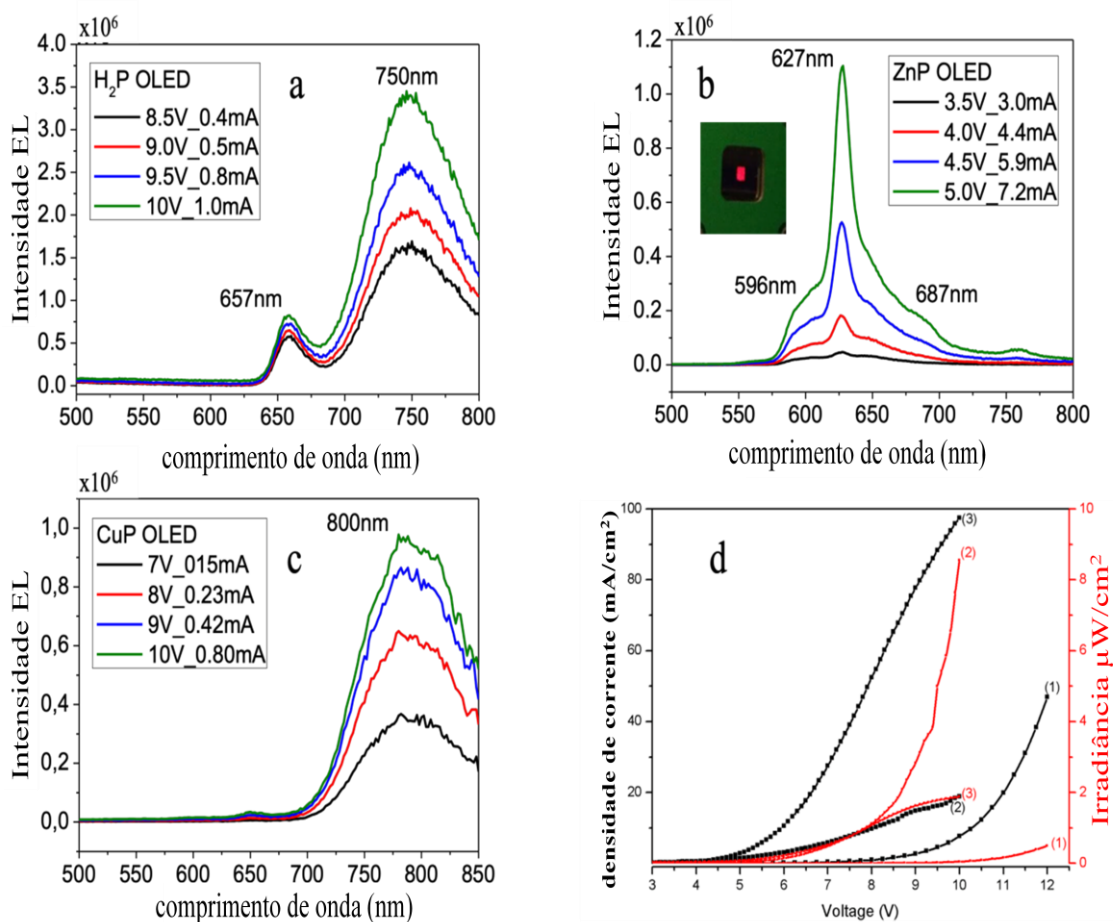 x10⁶
4.0
3.5
3.0
2.5
2.0
1.5
1.0
0.5
0.0
Intensidade EL
H₂P OLED
8.5V_0.4mA
9.0V_0.5mA
9.5V_0.8mA
10V_1.0mA
a
750nm
657nm
500 550 600 650 700 750 800
comprimento de onda (nm)
x10⁶
1.2
1.0
0.8
0.6
0.4
0.2
0.0
Intensidade EL
627nm
b
ZnP OLED
3.5V_3.0mA
4.0V_4.4mA
4.5V_5.9mA
5.0V_7.2mA
596nm
687nm
500 550 600 650 700 750 800
comprimento de onda (nm)
x10⁶
1,0
0,8
0,6
0,4
0,2
0,0
Intensidade EL
CuP OLED
7V_015mA
8V_0.23mA
9V_0.42mA
10V_0.80mA
800nm
c
500 550 600 650 700 750 800 850
comprimento de onda (nm)
densidade de corrente (mA/cm²)
100
80
60
40
20
d
(3)
(2)
(1)
(3)
(2)
(1)
10
8
6
4
2
0
Irradiância µW/cm²
3 4 5 6 7 8 9 10 11 12
Voltage (V)